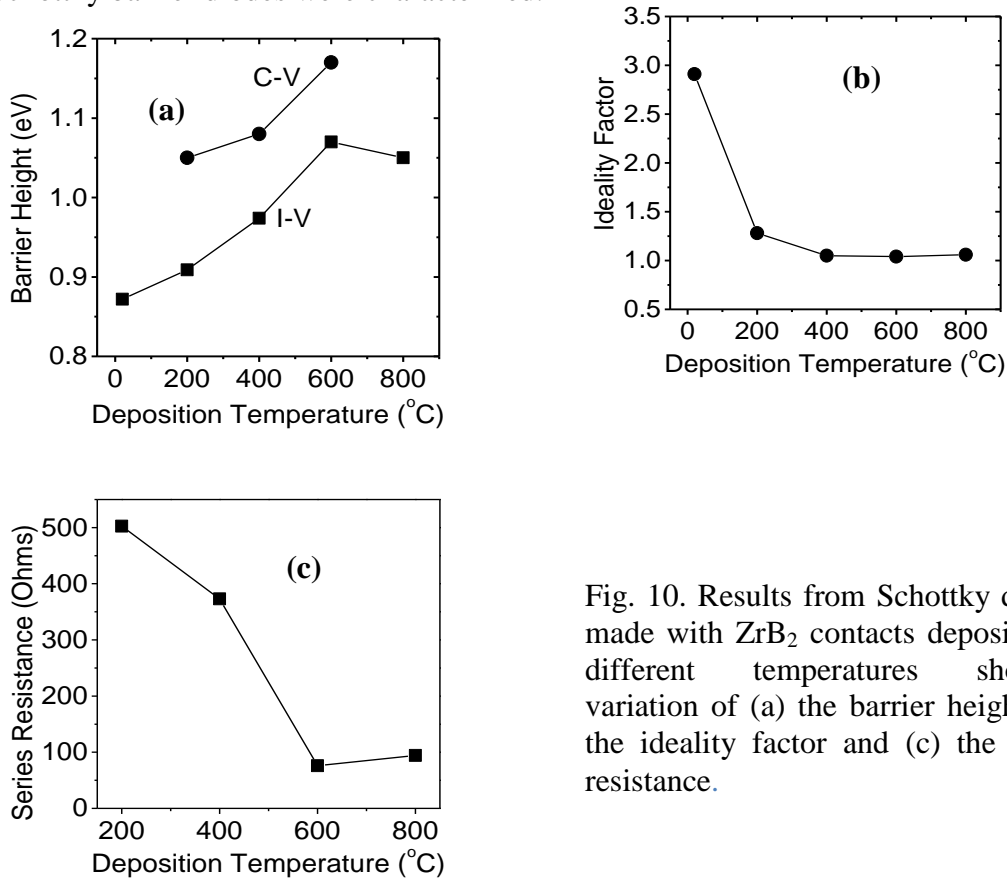 1.2
1.1
1.0
0.9
0.8
Barrier Height (eV)
(a)
C-V
I-V
0 200 400 600 800
Deposition Temperature (°C)
3.5
3.0
2.5
2.0
1.5
1.0
0.5
Ideality Factor
(b)
0 200 400 600 800
Deposition Temperature (°C)
500
400
300
200
100
0
Series Resistance (Ohms)
(c)
200 400 600 800
Deposition Temperature (°C)
Fig. 10. Results from Schottky
made with ZrB₂ contacts
different temperatures
variation of (a) the barrier
the ideality factor and (c) the
resistance.